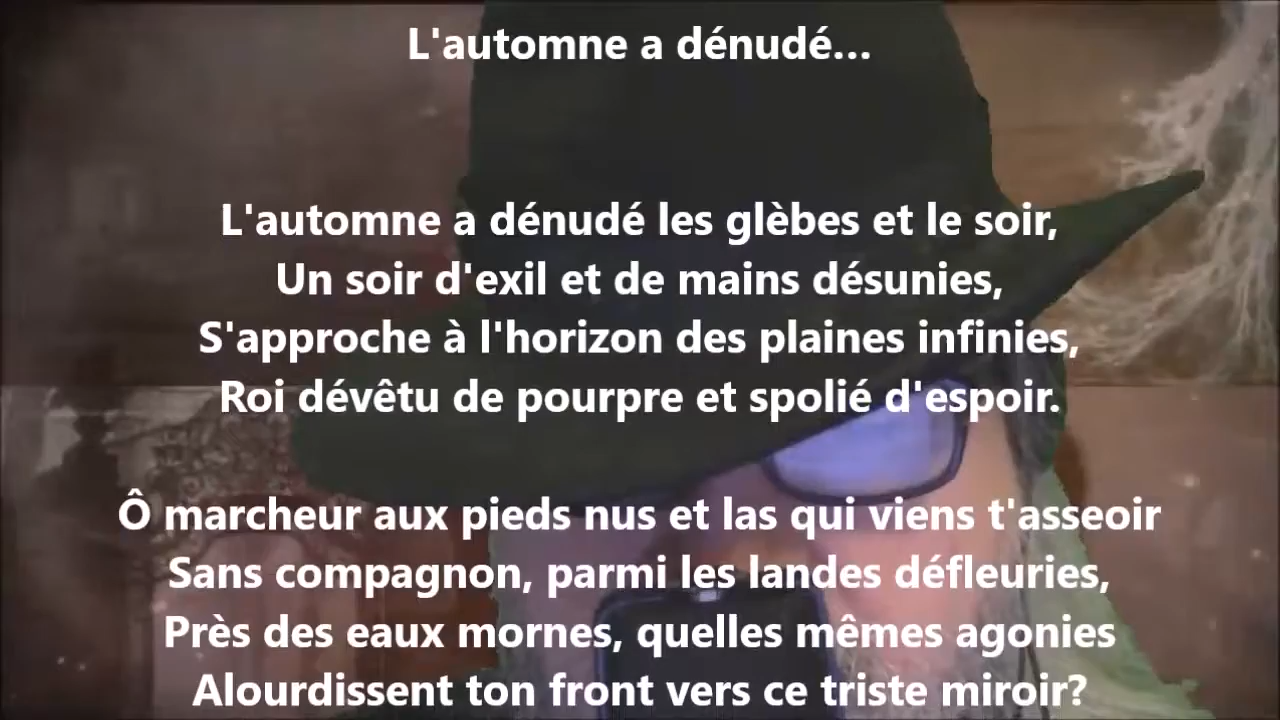 L'automne a dénudé...
L'automne a dénudé les glèbes et le soir,
Un soir d'exil et de mains désunies,
S'approche à l'horizon des plaines infinies,
Roi dévêtu de pourpre et spolié d'espoir.
Ô marcheur aux pieds nus et las qui viens t'asseoir
Sans compagnon, parmi les landes défleuries,
Près des eaux mornes, quelles mêmes agonies
Alourdissent ton front vers ce triste miroir?